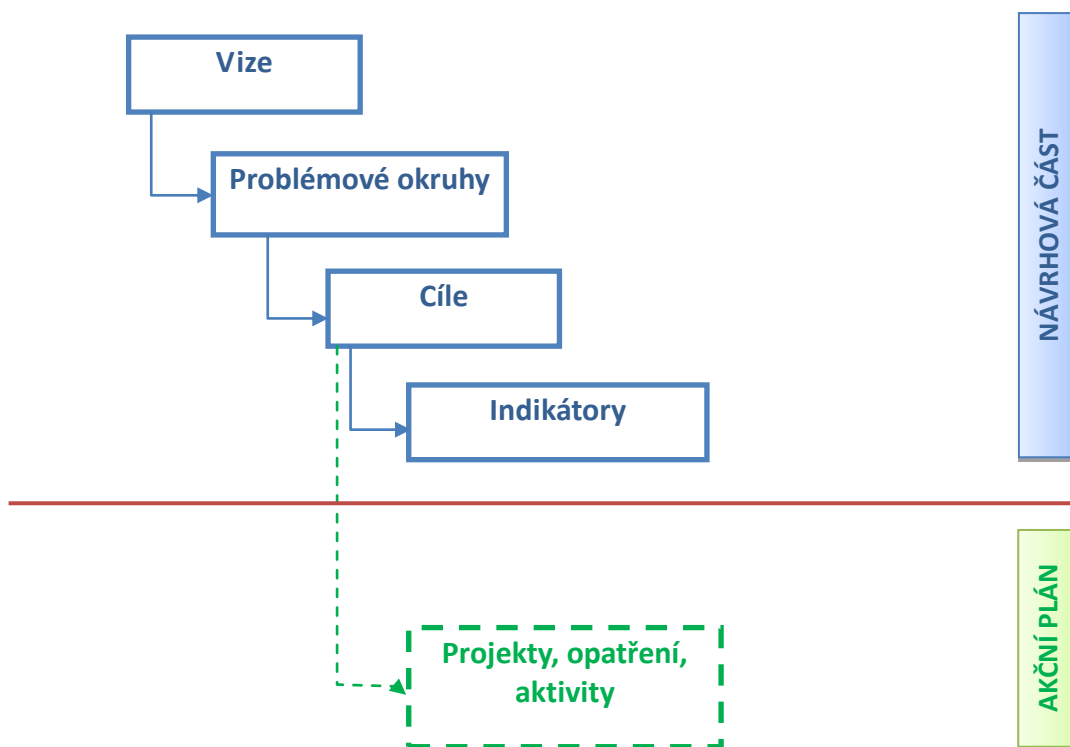 Vize
Problémové okruhy
Cíle
Indikátory
NÁVRHOVÁ ČÁST
Projekty, opatření,
aktivity
AKČNÍ PLÁN